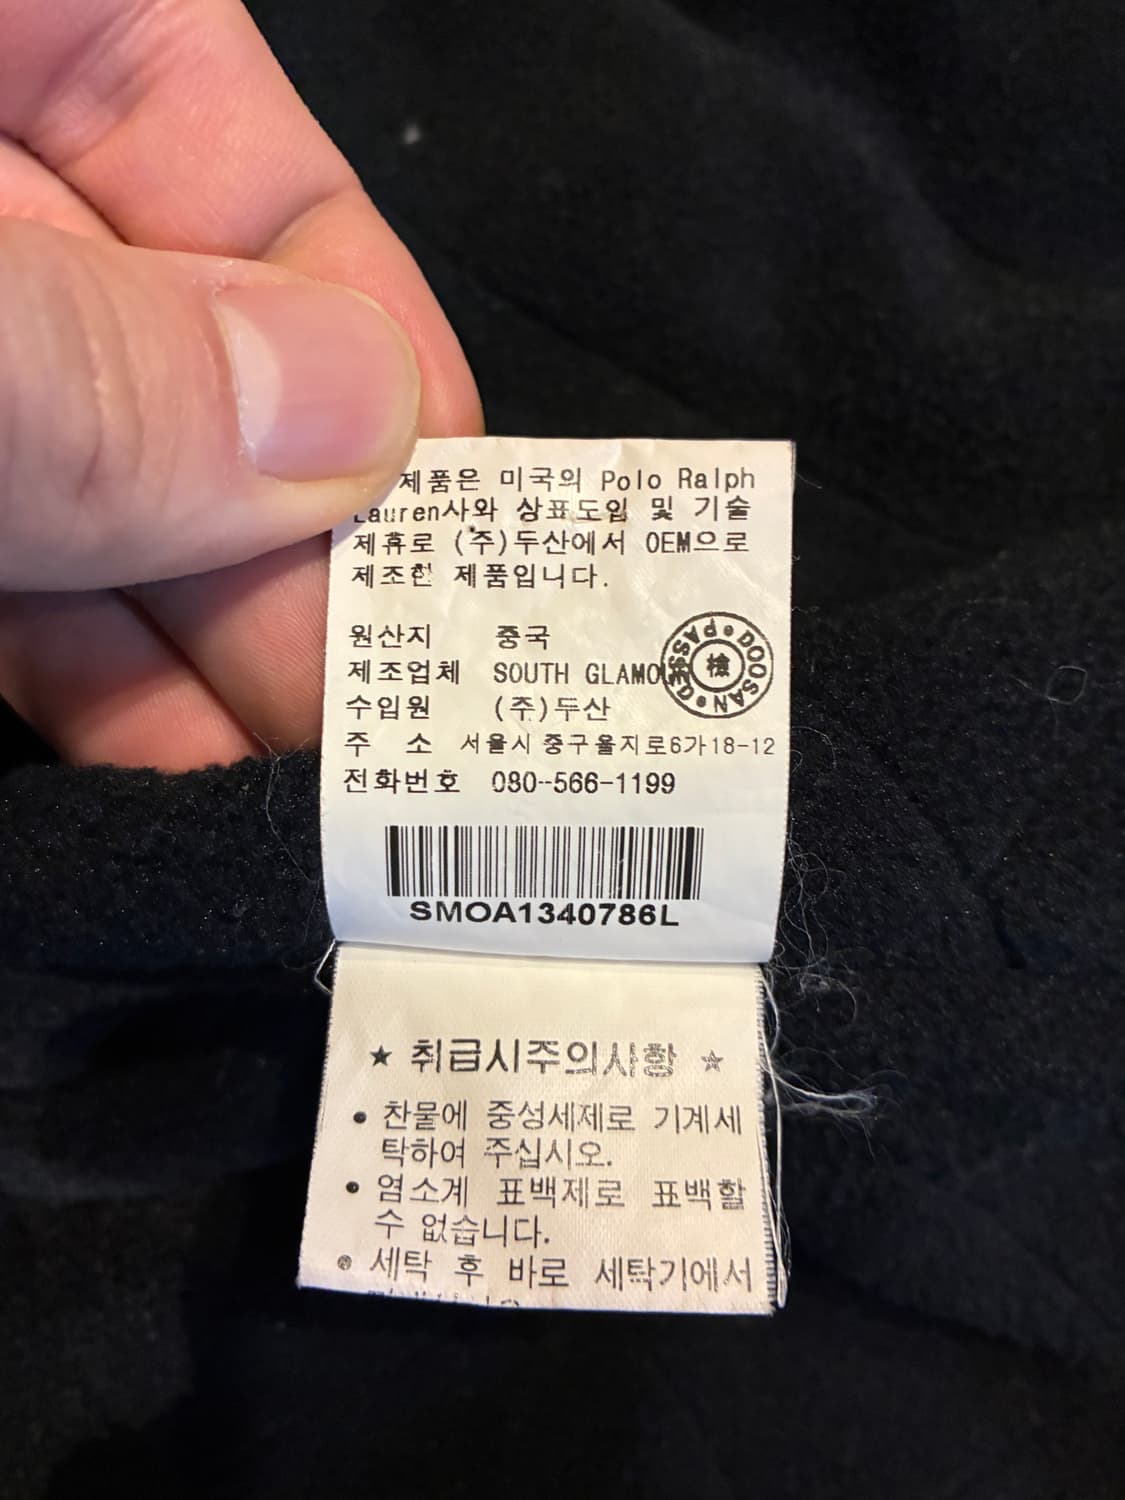 제품은 미국의 Polo Ralph
Lauren사와 상표도입 및 기술
제휴로 (주)두산에서 OEM으로
제조한 제품입니다.
원산지 중국
제조업체 SOUTH GLAMOUR
수입원 (주)두산
주 소 서울시 중구을지로6가18-12
전화번호 080-566-1199
DOOSAN PASSED
檢
SMOA1340786L
★ 취급시주의사항 ★
• 찬물에 중성세제로 기계세
탁하여 주십시오.
• 염소계 표백제로 표백할
수 없습니다.
• 세탁 후 바로 세탁기에서